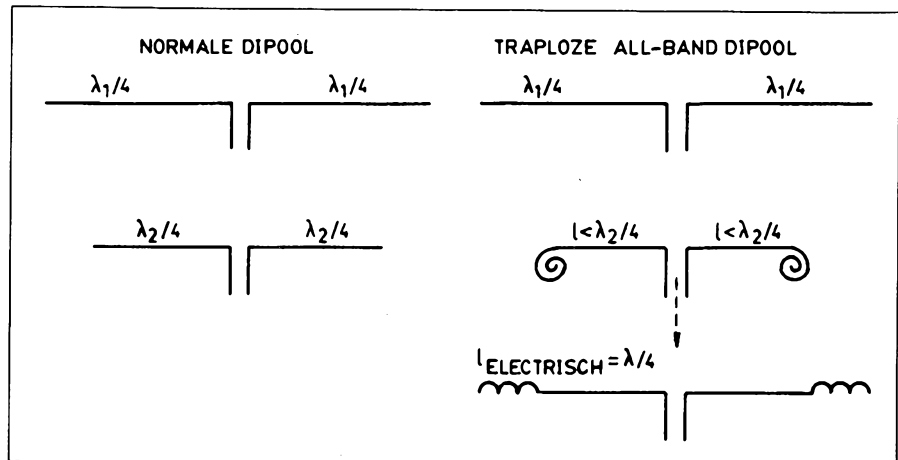 NORMALE DIPOOL
λ₁/4 λ₁/4
λ₂/4 λ₂/4
TRAPLOZE ALL-BAND DIPOOL
λ₁/4 λ₁/4
l<λ₂/4 l<λ₂/4
lELECTRISCH=λ/4